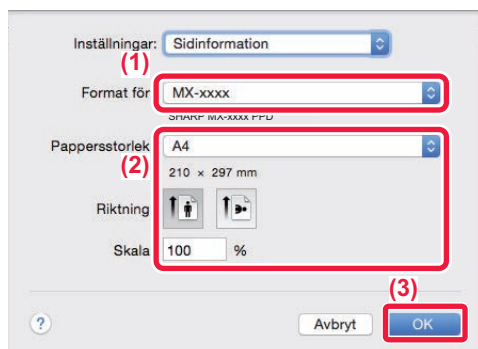 Inställningar: Sidinformation
(1)
Format för MX-xxxx
SHARP MX-xxxx PPD
Pappersstorlek A4
(2)
210 × 297 mm
Riktning
Skala 100 %
(3)
? Avbryt OK